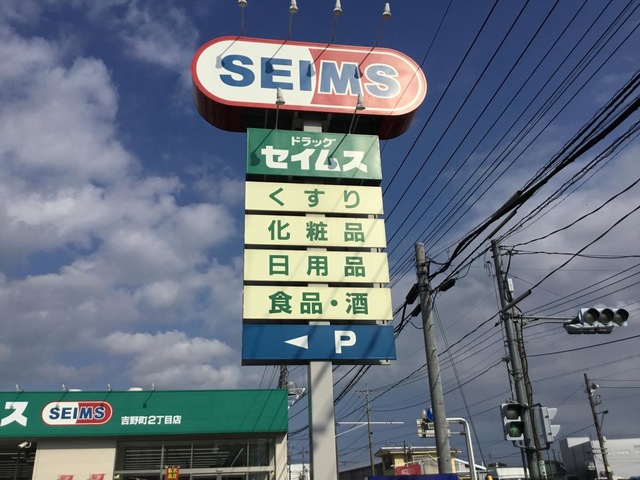 SEIMS
ドラッグ
セイムス
くすり
化粧品
日用品
食品・酒
◀ P
ス SEIMS 吉野町2丁目店